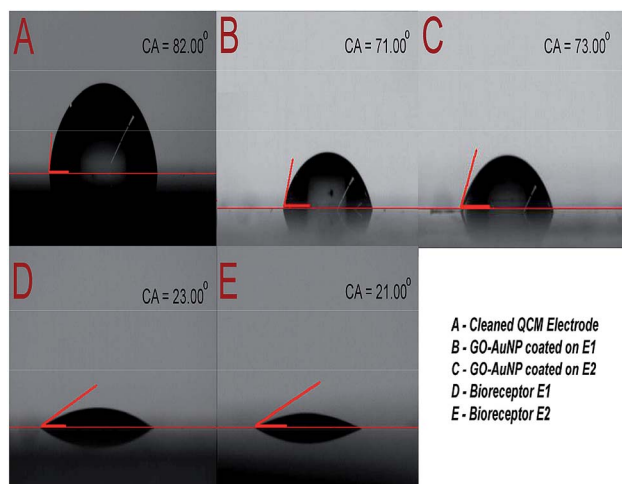 A
CA = 82.00°
B
CA = 71.00°
C
CA = 73.00°
D
CA = 23.00°
E
CA = 21.00°
A - Cleaned QCM Electrode
B - GO-AuNP coated on E1
C - GO-AuNP coated on E2
D - Bioreceptor E1
E - Bioreceptor E2